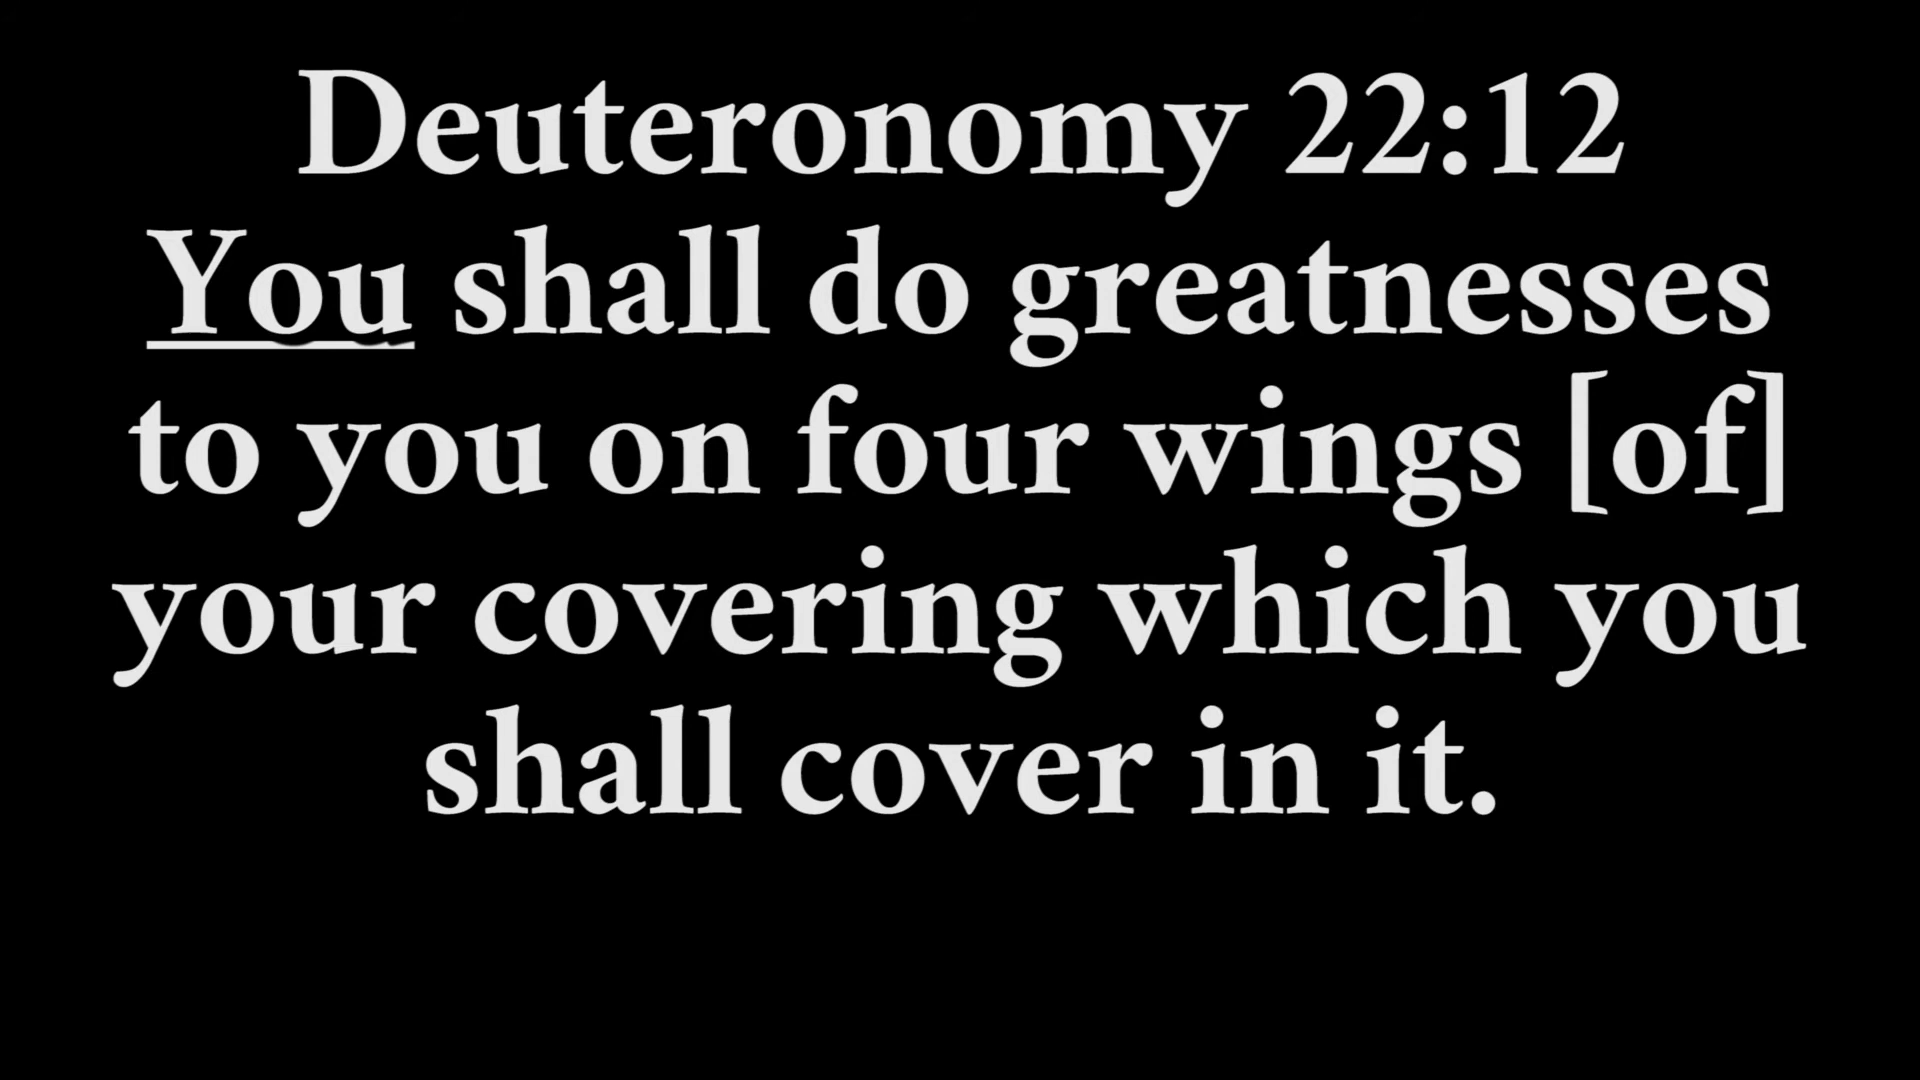 Deuteronomy 22:12
You shall do greatnesses
to you on four wings [of]
your covering which you
shall cover in it.